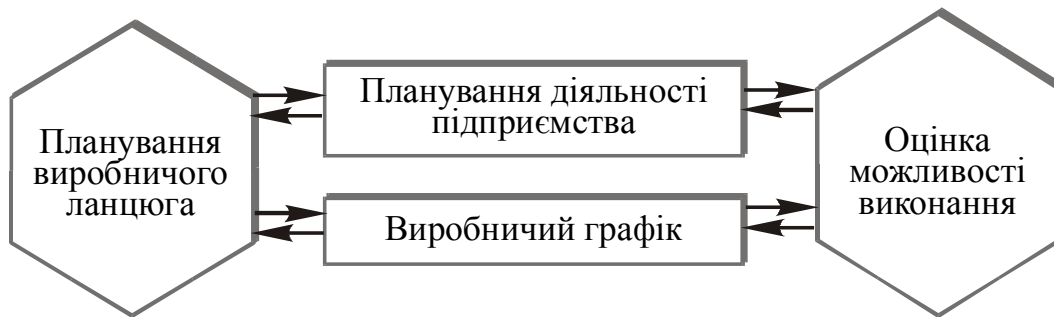 Планування
виробничого
ланцюга
Планування діяльності
підприємства
Виробничий графік
Оцінка
можливості
виконання